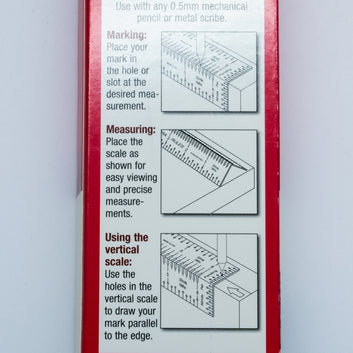 Use with any 0.5mm mechanical
pencil or metal scribe.
Marking:
Place your
mark in
the hole or
slot at the
desired mea-
surement.
Measuring:
Place the
scale as
shown for
easy viewing
and precise
measure-
ments.
Using the
vertical
scale:
Use the
holes in the
vertical scale
to draw your
mark parallel
to the edge.